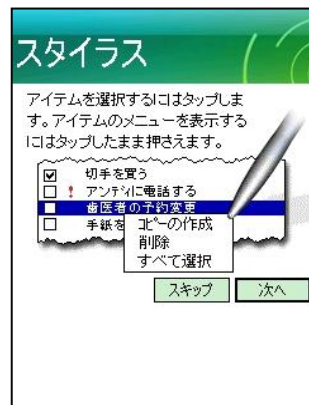 スタイラス
アイテムを選択するにはタップしま
す。アイテムのメニューを表示する
にはタップしたまま押さえます。
切手を買う
! アンディに電話する
歯医者の予約変更
手紙を
コピーの作成
削除
すべて選択
スキップ
次へ